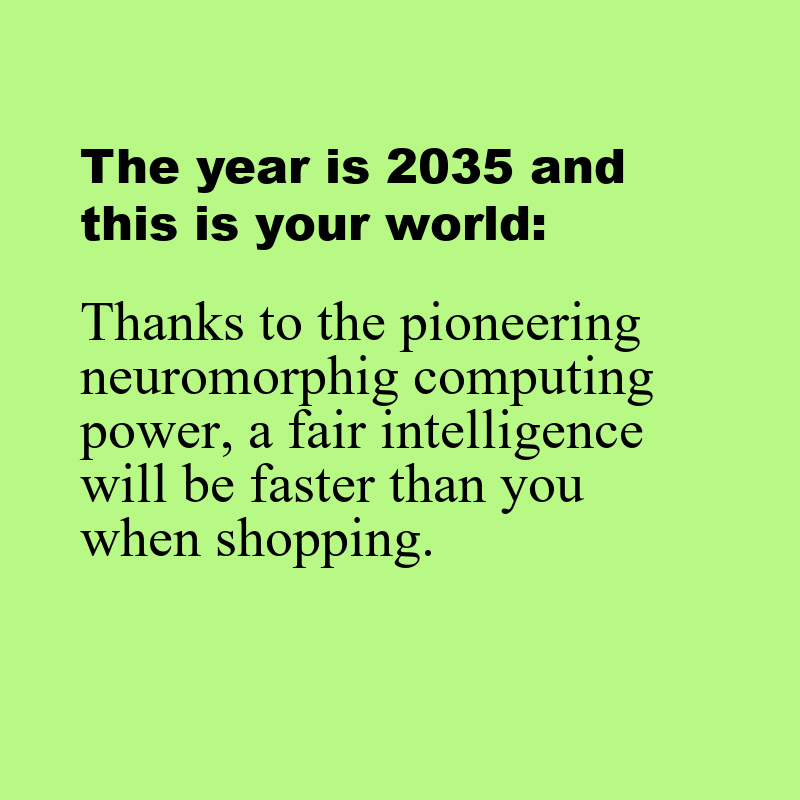 The year is 2035 and
this is your world:
Thanks to the pioneering
neuromorphig computing
power, a fair intelligence
will be faster than you
when shopping.